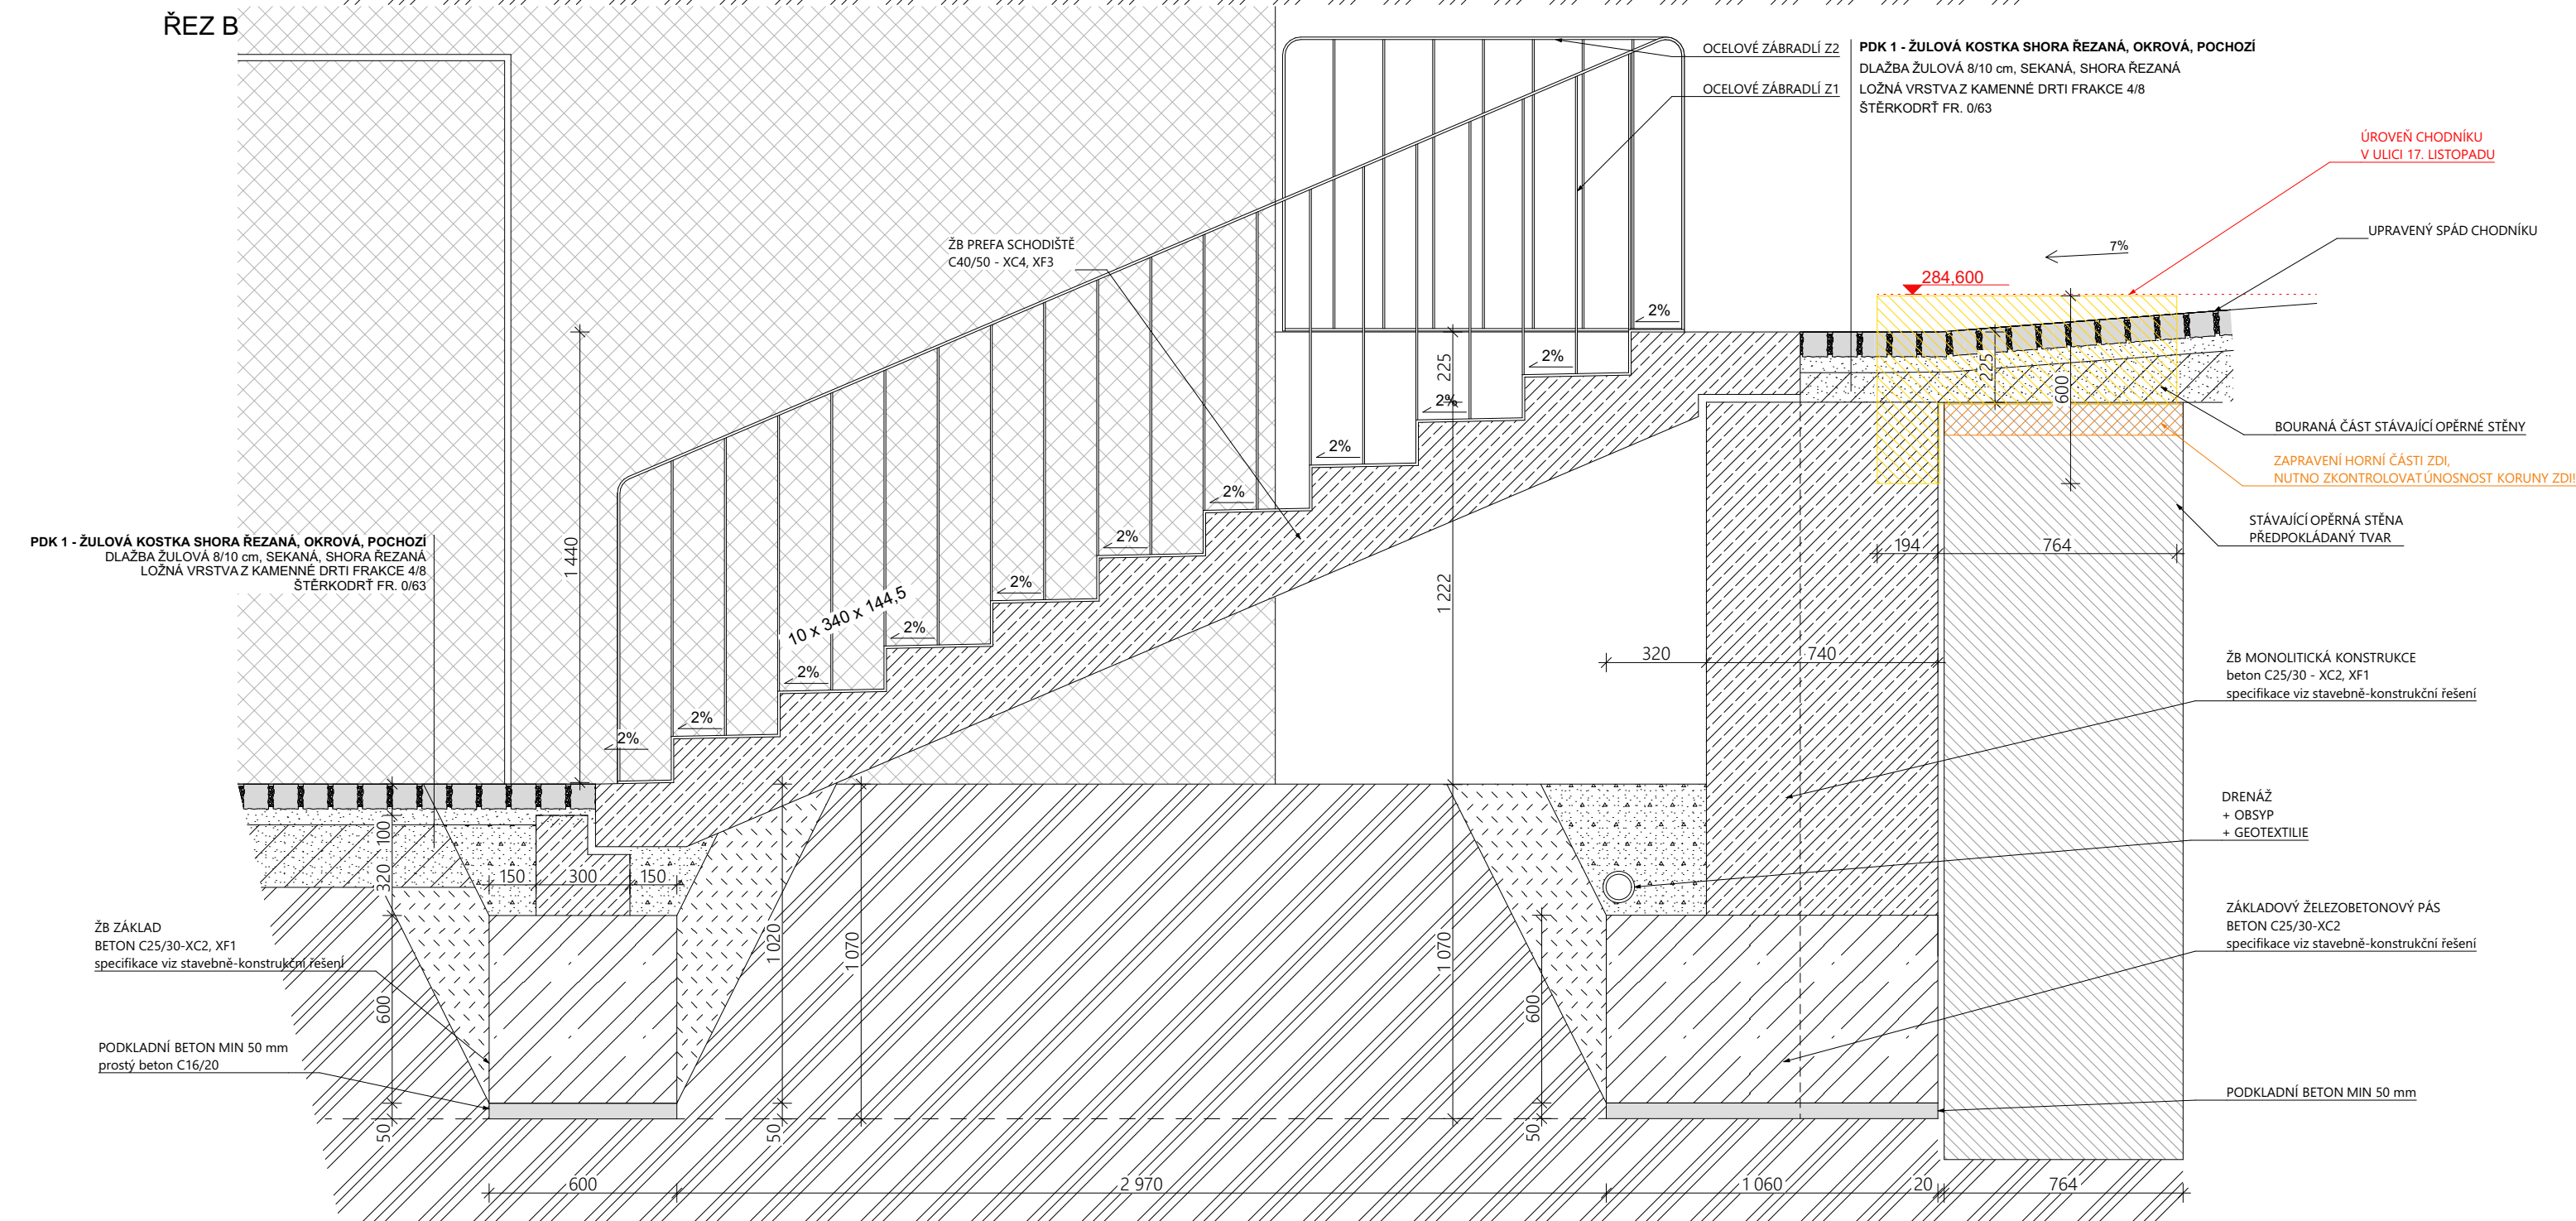 ŘEZ B
OCELOVÉ ZÁBRADLÍ Z2
OCELOVÉ ZÁBRADLÍ Z1
PDK 1 - ŽULOVÁ KOSTKA SHORA ŘEZANÁ, OKROVÁ, POCHOZÍ
DLAŽBA ŽULOVÁ 8/10 cm, SEKANÁ, SHORA ŘEZANÁ
LOŽNÁ VRSTVA Z KAMENNÉ DRTI FRAKCE 4/8
ŠTĚRKODRŤ FR. 0/63
ÚROVEŇ CHODNÍKU
V ULICI 17. LISTOPADU
UPRAVENÝ SPÁD CHODNÍKU
7%
284,600
ŽB PREFA SCHODIŠTĚ
C40/50 - XC4, XF3
2%
2%
2%
2%
2%
2%
2%
2%
2%
2%
2%
225
225
600
BOURANÁ ČÁST STÁVAJÍCÍ OPĚRNÉ STĚNY
ZAPRAVENÍ HORNÍ ČÁSTI ZDI,
NUTNO ZKONTROLOVAT ÚNOSNOST KORUNY ZDI!
STÁVAJÍCÍ OPĚRNÁ STĚNA
PŘEDPOKLÁDANÝ TVAR
194
764
PDK 1 - ŽULOVÁ KOSTKA SHORA ŘEZANÁ, OKROVÁ, POCHOZÍ
DLAŽBA ŽULOVÁ 8/10 cm, SEKANÁ, SHORA ŘEZANÁ
LOŽNÁ VRSTVA Z KAMENNÉ DRTI FRAKCE 4/8
ŠTĚRKODRŤ FR. 0/63
1 440
10 x 340 x 144,5
1 222
320
740
ŽB MONOLITICKÁ KONSTRUKCE
beton C25/30 - XC2, XF1
specifikace viz stavebně-konstrukční řešení
DRENÁŽ
+ OBSYP
+ GEOTEXTILIE
100
320
150
300
150
ŽB ZÁKLAD
BETON C25/30-XC2, XF1
specifikace viz stavebně-konstrukční řešení
600
1 020
1 070
1 070
600
ZÁKLADOVÝ ŽELEZOBETONOVÝ PÁS
BETON C25/30-XC2
specifikace viz stavebně-konstrukční řešení
PODKLADNÍ BETON MIN 50 mm
prostý beton C16/20
PODKLADNÍ BETON MIN 50 mm
50
50
50
600
2 970
1 060
20
764